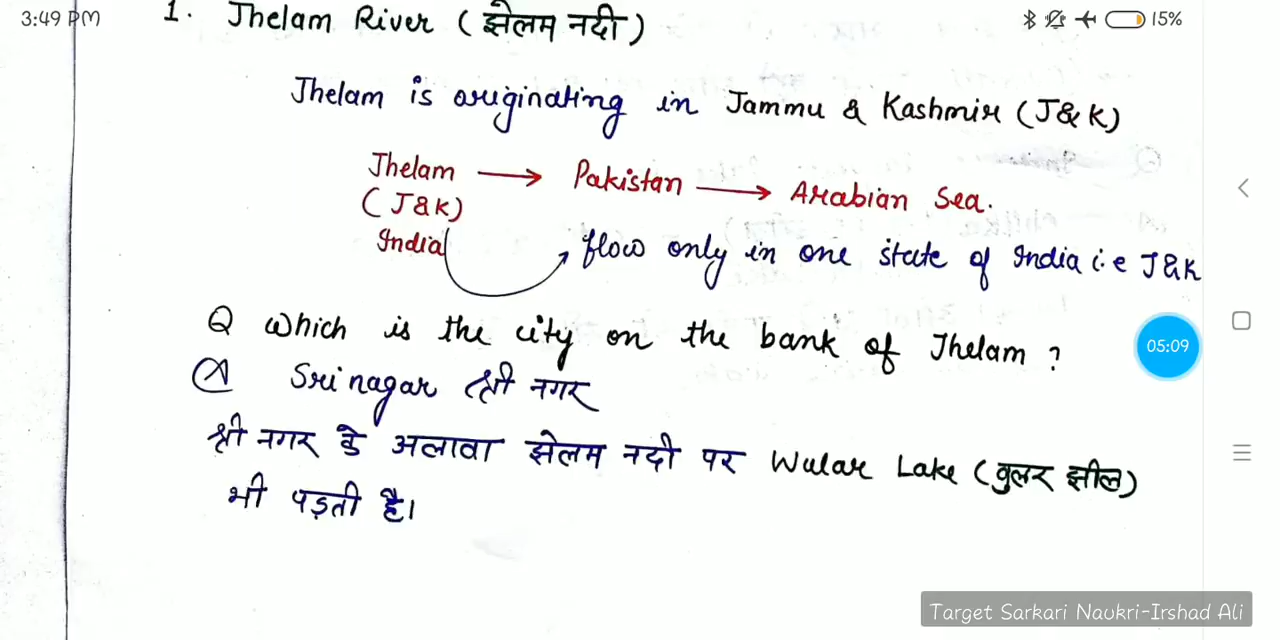 3:49 PM
15%
1. Jhelam River (झेलम नदी)
Jhelam is originating in Jammu & Kashmir (J&K)
Jhelam → Pakistan → Arabian Sea.
(J&K)
India flow only in one state of India i.e J&K
Q Which is the city on the bank of Jhelam ?
05:09
A Srinagar श्री नगर
श्री नगर के अलावा झेलम नदी पर Wular Lake (वुलर झील)
भी पड़ती है।
Target Sarkari Naukri-Irshad Ali